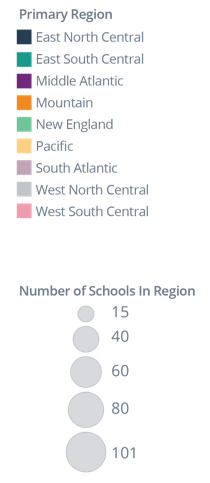 Primary Region
East North Central
East South Central
Middle Atlantic
Mountain
New England
Pacific
South Atlantic
West North Central
West South Central
Number of Schools In Region
15
40
60
80
101